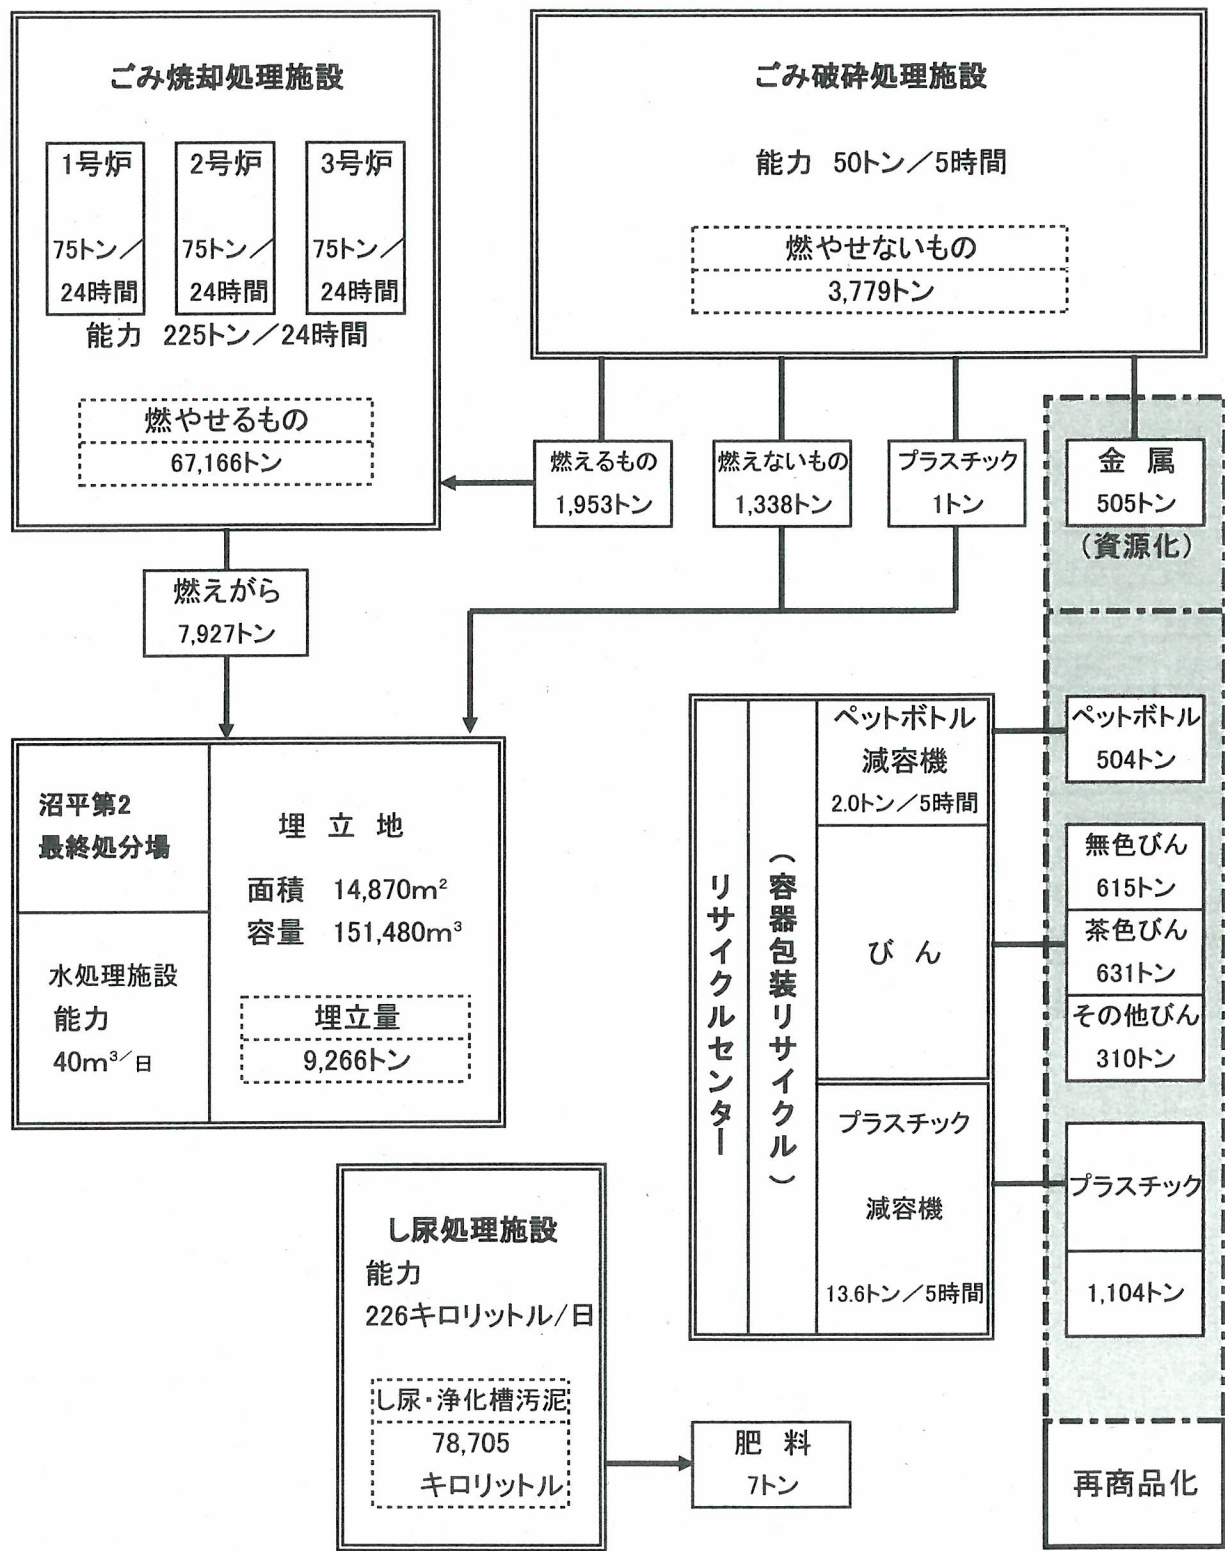 ごみ焼却処理施設
1号炉
75トン／
24時間
2号炉
75トン／
24時間
3号炉
75トン／
24時間
能力 225トン／24時間
燃やせるもの
67,166トン
ごみ破砕処理施設
能力 50トン／5時間
燃やせないもの
3,779トン
燃えるもの
1,953トン
燃えないもの
1,338トン
プラスチック
1トン
金 属
505トン
（資源化）
燃えがら
7,927トン
沼平第2
最終処分場
水処理施設
能力
40m³／日
埋 立 地
面積 14,870m²
容量 151,480m³
埋立量
9,266トン
リサイクルセンター
（容器包装リサイクル）
ペットボトル
減容機
2.0トン／5時間
び ん
プラスチック
減容機
13.6トン／5時間
ペットボトル
504トン
無色びん
615トン
茶色びん
631トン
その他びん
310トン
プラスチック
1,104トン
再商品化
し尿処理施設
能力
226キロリットル/日
し尿・浄化槽汚泥
78,705
キロリットル
肥 料
7トン